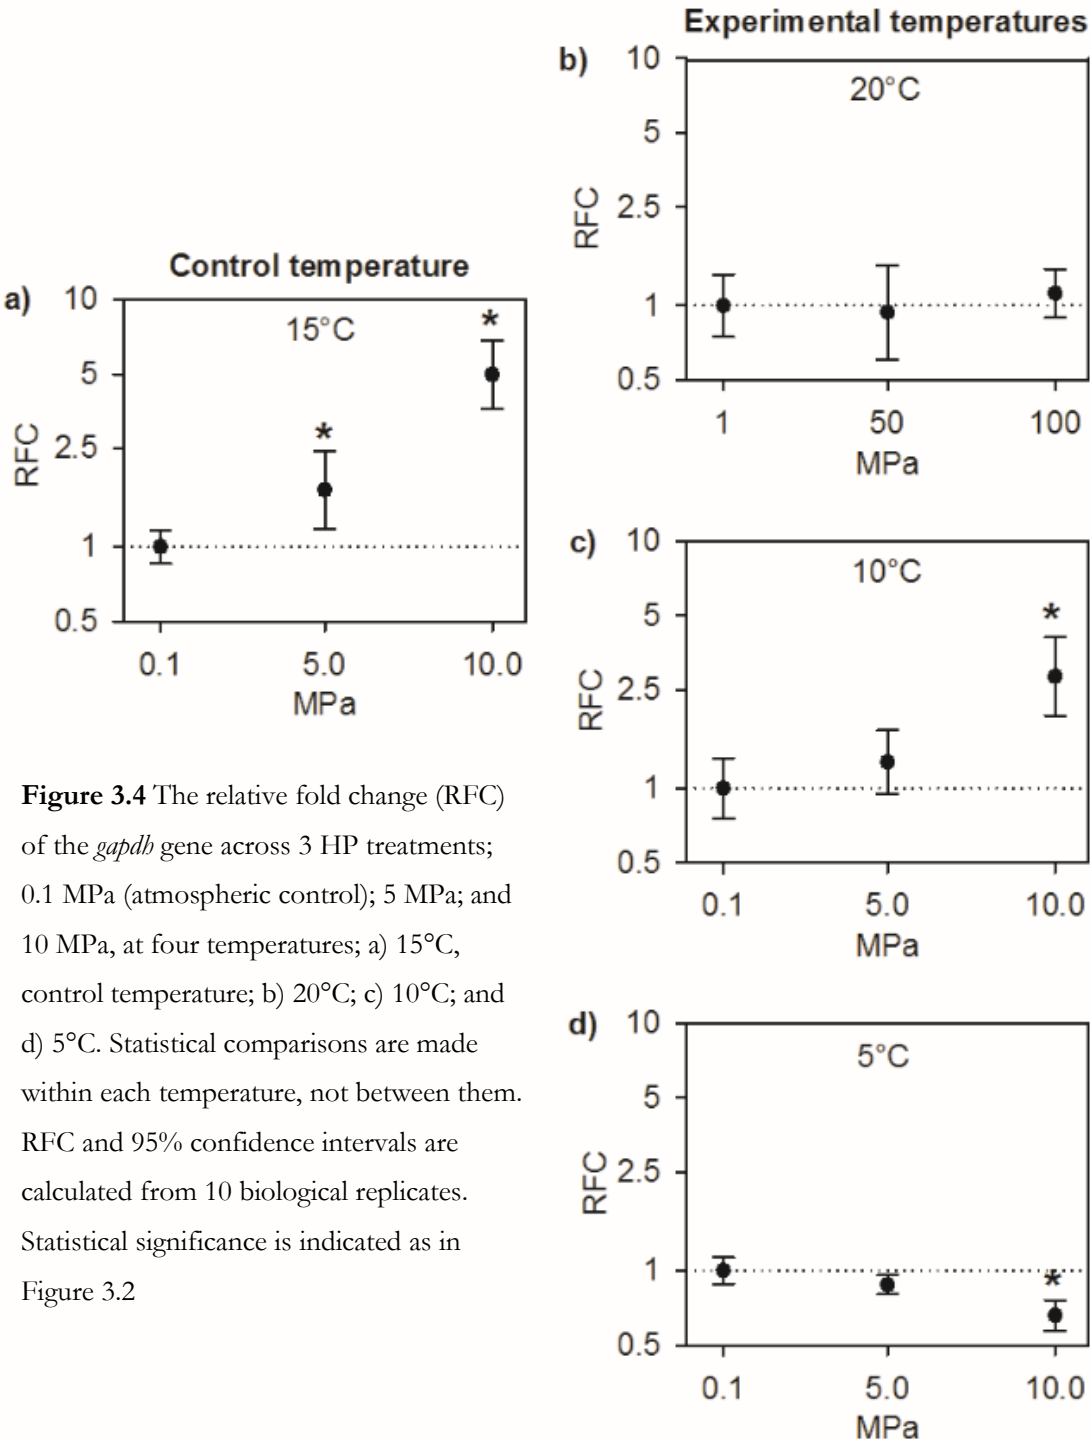 Control temperature
a)
15°C
10
5
2.5
1
0.5
RFC
*
*
0.1 5.0 10.0
MPa
Experimental temperatures
b)
20°C
10
5
2.5
1
0.5
RFC
1 50 100
MPa
c)
10°C
10
5
2.5
1
0.5
RFC
*
0.1 5.0 10.0
MPa
d)
5°C
10
5
2.5
1
0.5
RFC
*
0.1 5.0 10.0
MPa
Figure 3.4 The relative fold change (RFC)
of the gapdh gene across 3 HP treatments;
0.1 MPa (atmospheric control); 5 MPa; and
10 MPa, at four temperatures; a) 15°C,
control temperature; b) 20°C; c) 10°C; and
d) 5°C. Statistical comparisons are made
within each temperature, not between them.
RFC and 95% confidence intervals are
calculated from 10 biological replicates.
Statistical significance is indicated as in
Figure 3.2